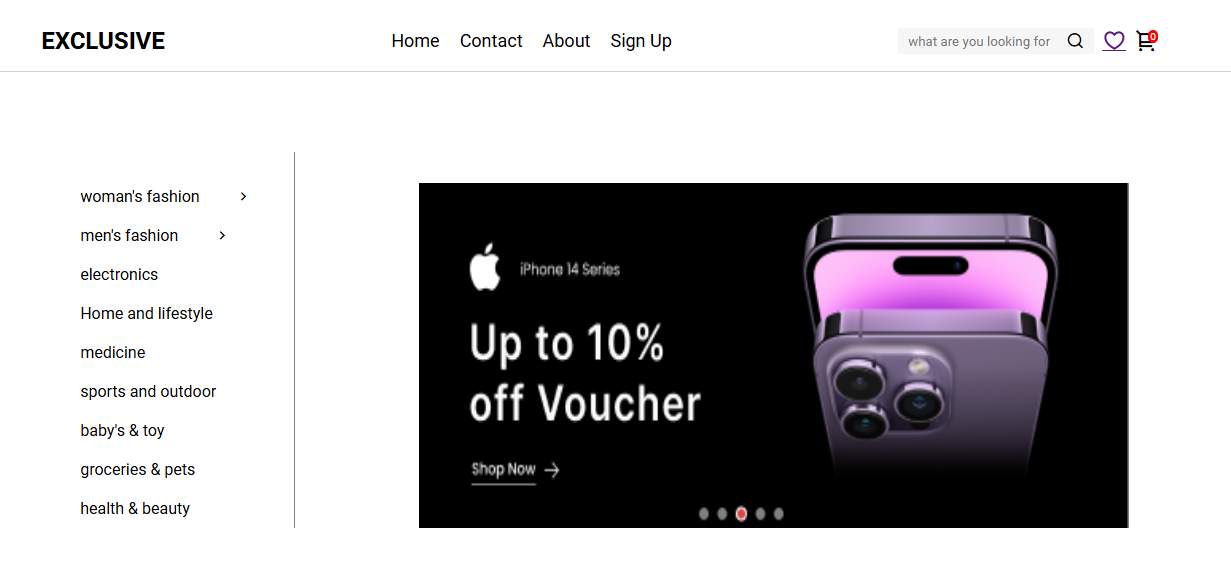 EXCLUSIVE
Home Contact About Sign Up
what are you looking for
0
woman's fashion
men's fashion
electronics
Home and lifestyle
medicine
sports and outdoor
baby's & toy
groceries & pets
health & beauty
iPhone 14 Series
Up to 10%
off Voucher
Shop Now